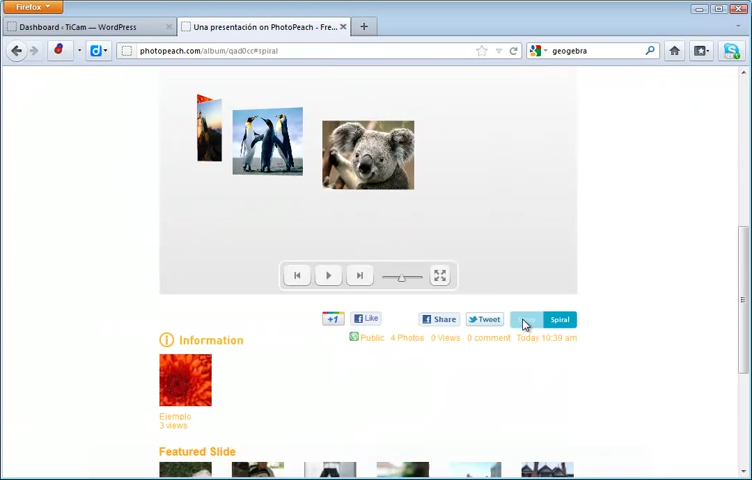 Firefox
Dashboard - TiCam — WordPress
Una presentación on PhotoPeach - Fre...
photopeach.com/album/qad0cc#spiral
geogebra
+1 Like Share Tweet Spiral
Information
Public 4 Photos 0 Views 0 comment Today 10:39 am
Ejemplo
3 views
Featured Slide